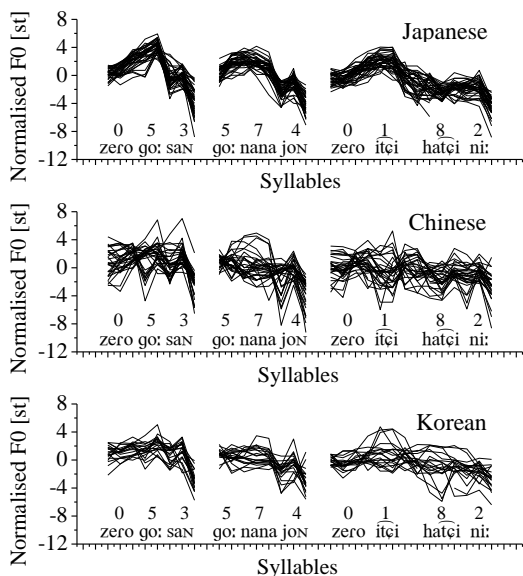 Normalised F0 [st]
8
4
0
-4
-8
-12
Japanese
0 5 3 5 7 4 0 1 8 2
zero go: saɴ go: nana joɴ zero it͡ɕi hat͡ɕi ni:
Syllables
Normalised F0 [st]
8
4
0
-4
-8
-12
Chinese
0 5 3 5 7 4 0 1 8 2
zero go: saɴ go: nana joɴ zero it͡ɕi hat͡ɕi ni:
Syllables
Normalised F0 [st]
8
4
0
-4
-8
-12
Korean
0 5 3 5 7 4 0 1 8 2
zero go: saɴ go: nana joɴ zero it͡ɕi hat͡ɕi ni:
Syllables